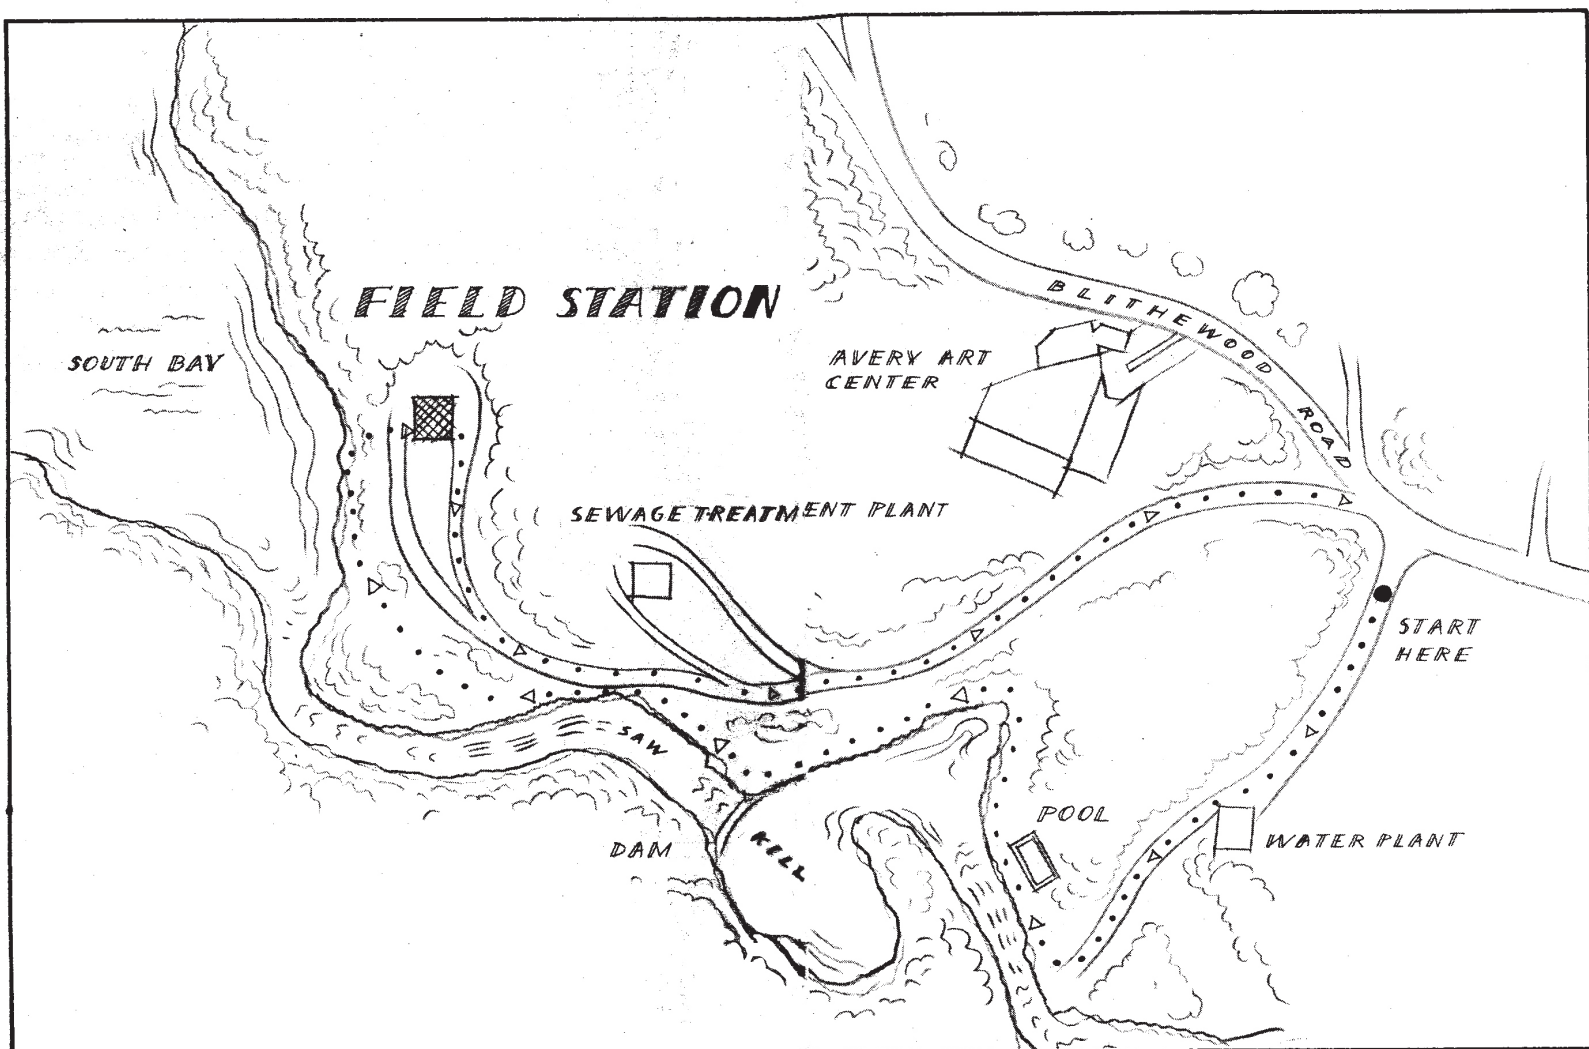 FIELD STATION
SOUTH BAY
BLITHEWOOD ROAD
AVERY ART
CENTER
SEWAGE TREATMENT PLANT
START
HERE
SAW
KILL
POOL
WATER PLANT
DAM